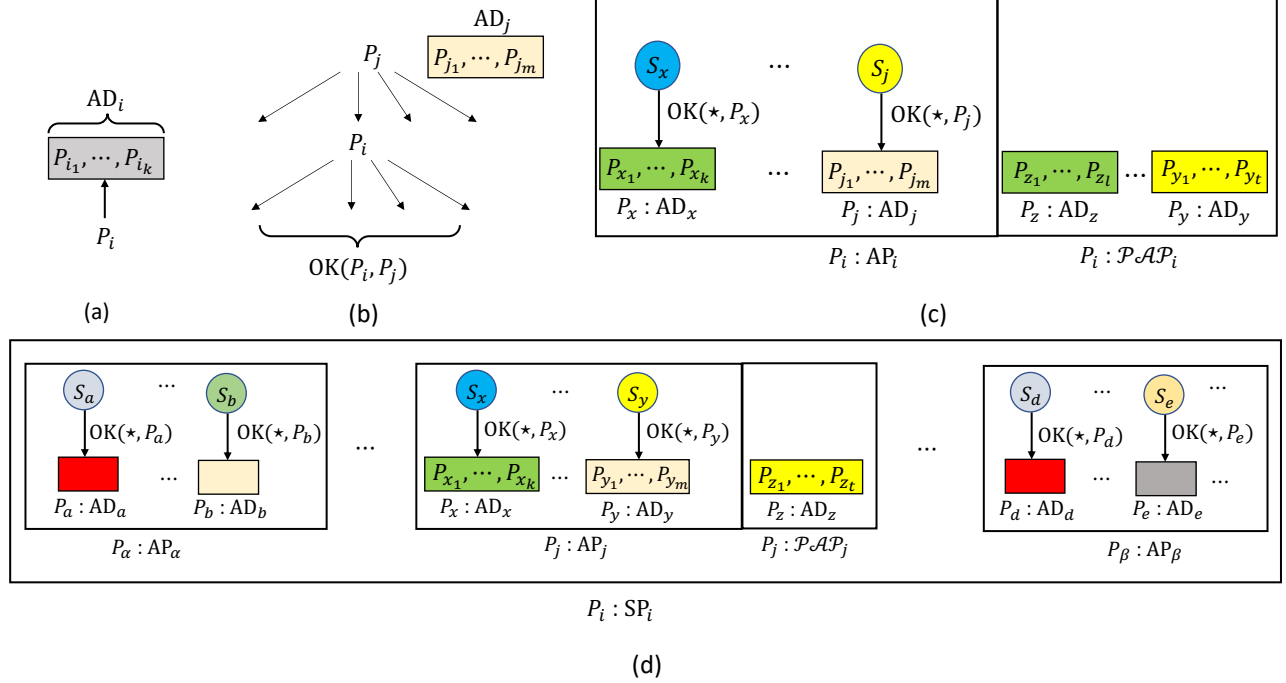 AD_i
P_{i_1}, ⋯, P_{i_k}
P_i
(a)
AD_j
P_j
P_{j_1}, ⋯, P_{j_m}
P_i
OK(P_i, P_j)
(b)
S_x ⋯ S_j
OK(⋆, P_x) OK(⋆, P_j)
P_{x_1}, ⋯, P_{x_k} ⋯ P_{j_1}, ⋯, P_{j_m}
P_x : AD_x P_j : AD_j
P_{z_1}, ⋯, P_{z_l} ⋯ P_{y_1}, ⋯, P_{y_t}
P_z : AD_z P_y : AD_y
P_i : AP_i
P_i : 𝒫𝒜𝒫_i
(c)
S_a ⋯ S_b
OK(⋆, P_a) OK(⋆, P_b)
⋯
P_a : AD_a P_b : AD_b
P_α : AP_α
⋯
S_x ⋯ S_y
OK(⋆, P_x) OK(⋆, P_y)
P_{x_1}, ⋯, P_{x_k} ⋯ P_{y_1}, ⋯, P_{y_m}
P_x : AD_x P_y : AD_y
P_j : AP_j
P_{z_1}, ⋯, P_{z_t}
P_z : AD_z
P_j : 𝒫𝒜𝒫_j
⋯
S_d ⋯ S_e ⋯
OK(⋆, P_d) OK(⋆, P_e)
⋯ ⋯
P_d : AD_d P_e : AD_e
P_β : AP_β
P_i : SP_i
(d)